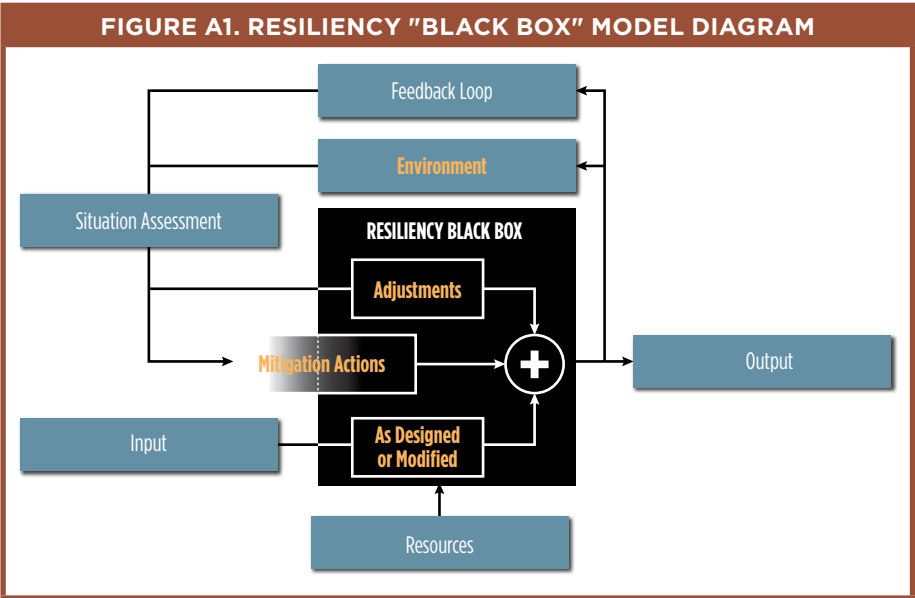 FIGURE A1. RESILIENCY "BLACK BOX" MODEL DIAGRAM
Feedback Loop
Environment
Situation Assessment
RESILIENCY BLACK BOX
Adjustments
Mitigation Actions
Output
Input
As Designed
or Modified
Resources